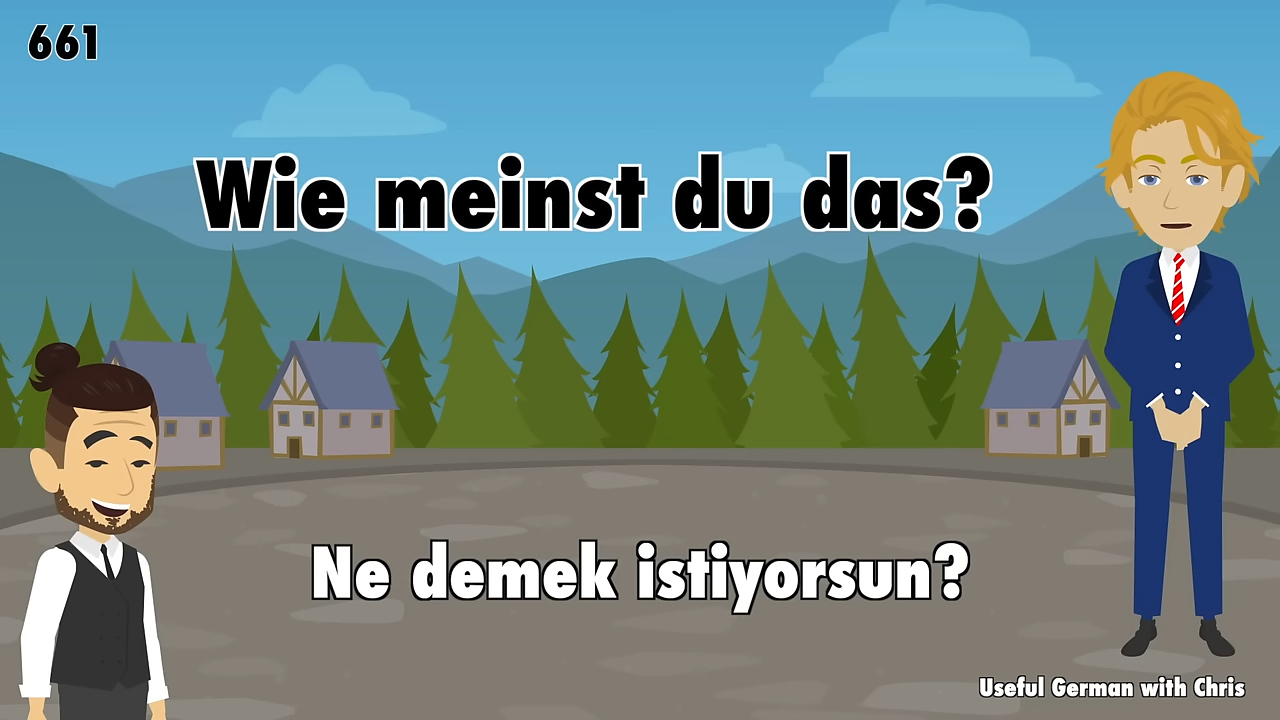 661
Wie meinst du das?
Ne demek istiyorsun?
Useful German with Chris